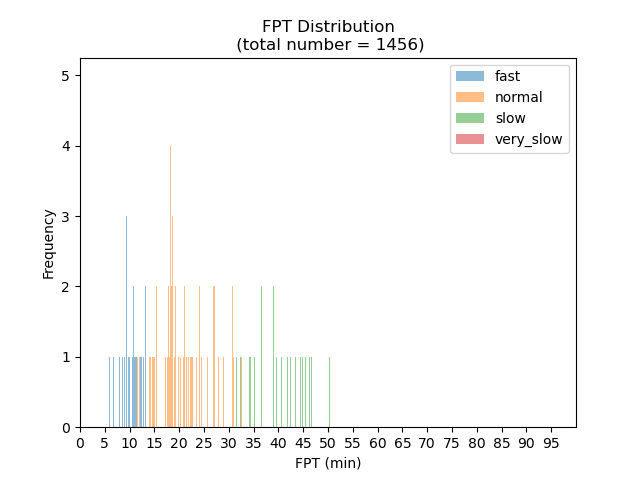 FPT Distribution
(total number = 1456)
fast
normal
slow
very_slow
5
4
3
2
1
0
Frequency
0 5 10 15 20 25 30 35 40 45 50 55 60 65 70 75 80 85 90 95
FPT (min)